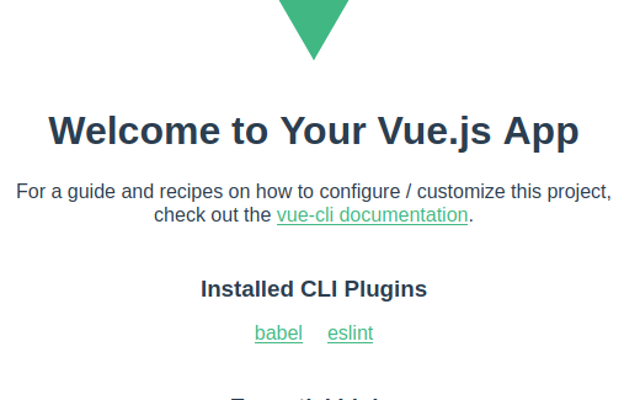 Welcome to Your Vue.js App
For a guide and recipes on how to configure / customize this project,
check out the vue-cli documentation.
Installed CLI Plugins
babel eslint